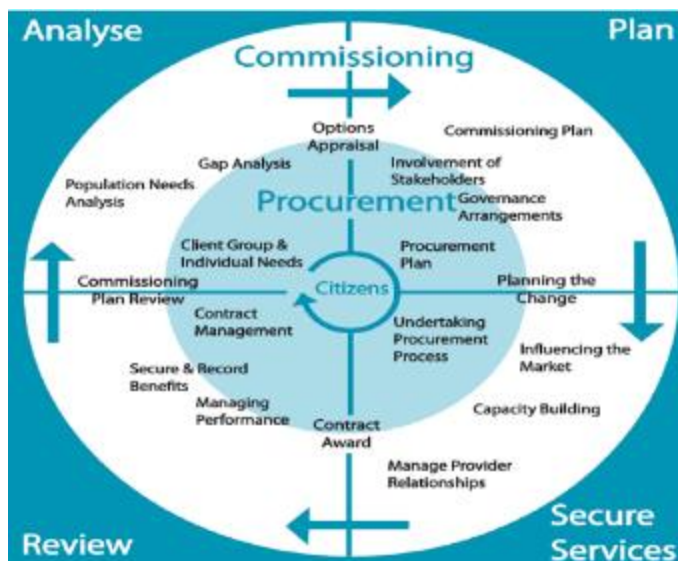 Analyse
Plan
Commissioning
Options
Appraisal
Commissioning Plan
Gap Analysis
Involvement of
Stakeholders
Population Needs
Analysis
Procurement
Governance
Arrangements
Client Group &
Individual Needs
Procurement
Plan
Commissioning
Plan Review
Citizens
Planning the
Change
Contract
Management
Undertaking
Procurement
Process
Influencing the
Market
Secure & Record
Benefits
Managing
Performance
Capacity Building
Contract
Award
Manage Provider
Relationships
Review
Secure
Services